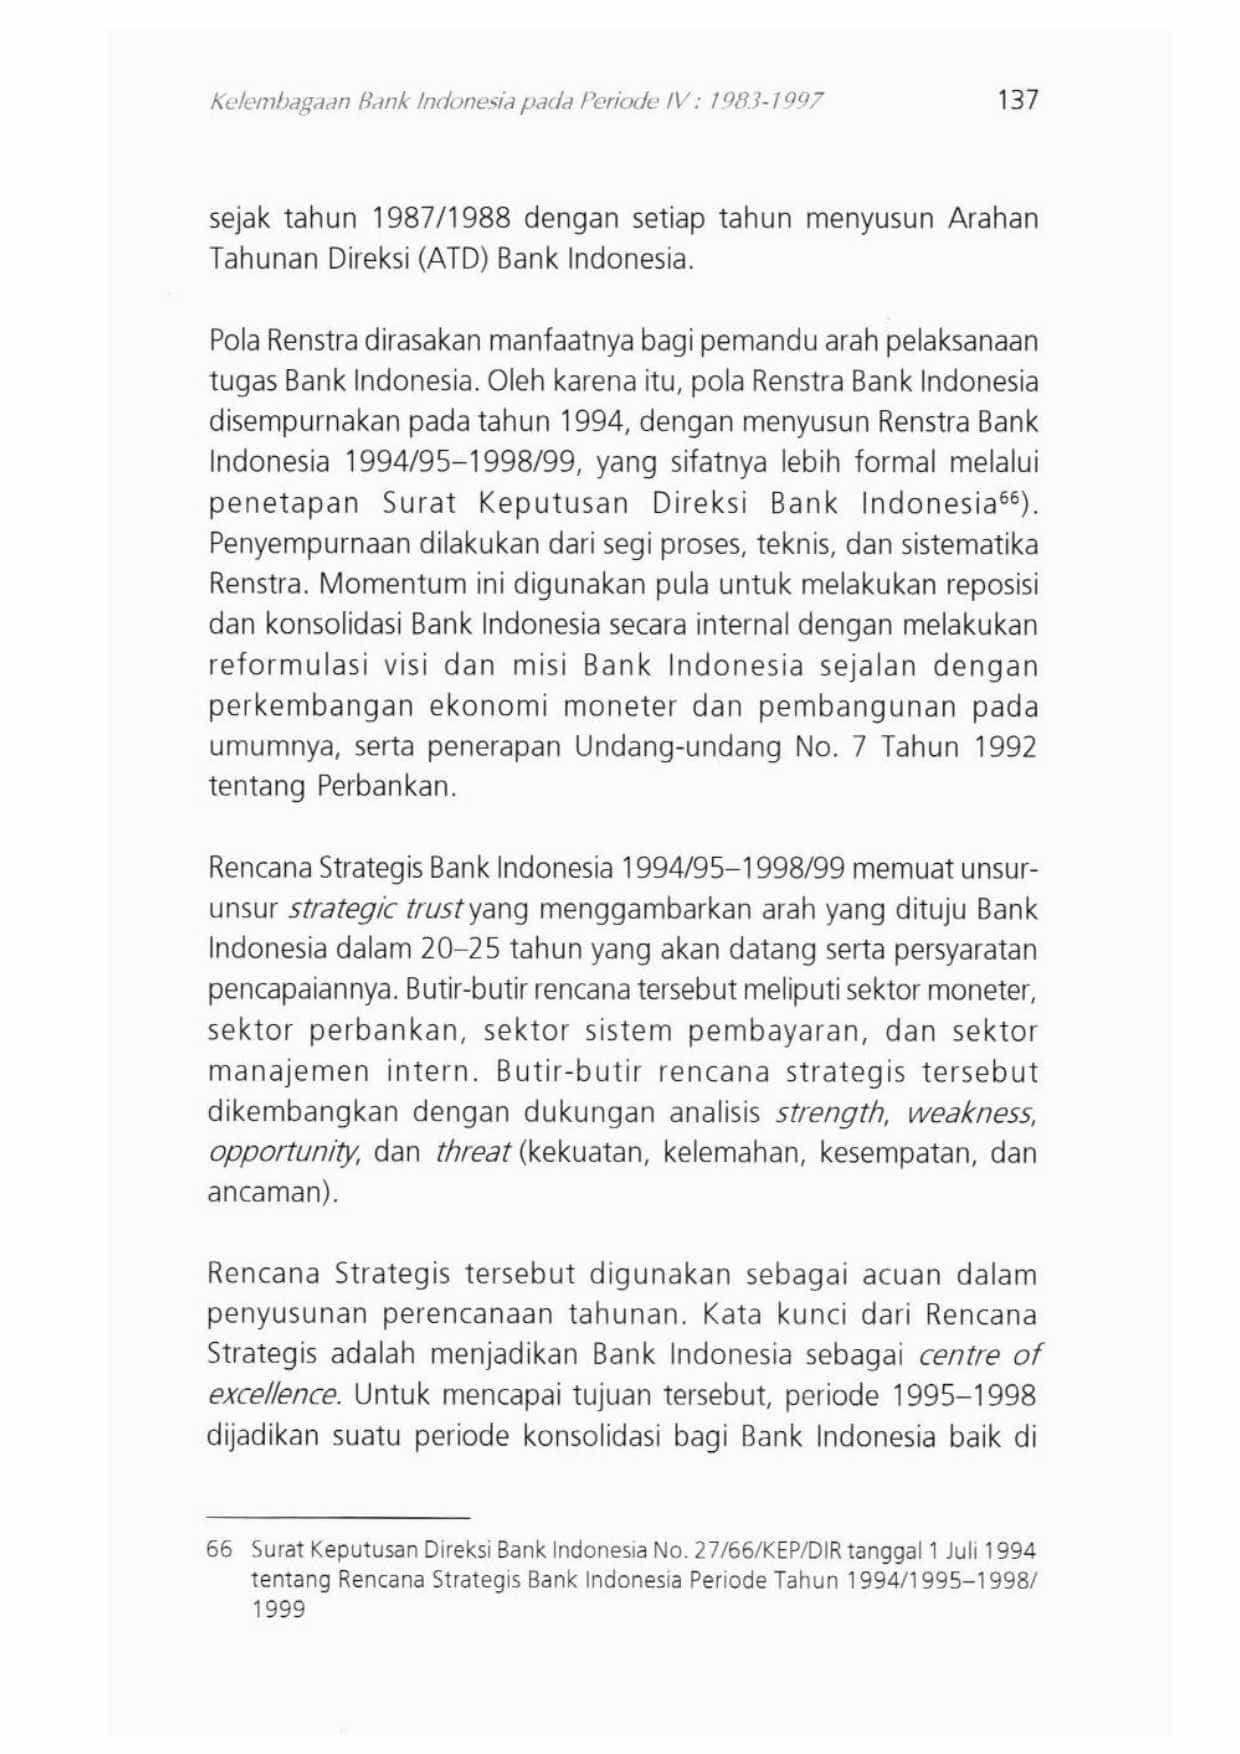 Kelembagaan Bank Indonesia pada Periode IV : 1983-1997 137
sejak tahun 1987/1988 dengan setiap tahun menyusun Arahan
Tahunan Direksi (ATD) Bank Indonesia.
Pola Renstra dirasakan manfaatnya bagi pemandu arah pelaksanaan
tugas Bank Indonesia. Oleh karena itu, pola Renstra Bank Indonesia
disempurnakan pada tahun 1994, dengan menyusun Renstra Bank
Indonesia 1994/95–1998/99, yang sifatnya lebih formal melalui
penetapan Surat Keputusan Direksi Bank Indonesia⁶⁶).
Penyempurnaan dilakukan dari segi proses, teknis, dan sistematika
Renstra. Momentum ini digunakan pula untuk melakukan reposisi
dan konsolidasi Bank Indonesia secara internal dengan melakukan
reformulasi visi dan misi Bank Indonesia sejalan dengan
perkembangan ekonomi moneter dan pembangunan pada
umumnya, serta penerapan Undang-undang No. 7 Tahun 1992
tentang Perbankan.
Rencana Strategis Bank Indonesia 1994/95–1998/99 memuat unsur-
unsur strategic trust yang menggambarkan arah yang dituju Bank
Indonesia dalam 20–25 tahun yang akan datang serta persyaratan
pencapaiannya. Butir-butir rencana tersebut meliputi sektor moneter,
sektor perbankan, sektor sistem pembayaran, dan sektor
manajemen intern. Butir-butir rencana strategis tersebut
dikembangkan dengan dukungan analisis strength, weakness,
opportunity, dan threat (kekuatan, kelemahan, kesempatan, dan
ancaman).
Rencana Strategis tersebut digunakan sebagai acuan dalam
penyusunan perencanaan tahunan. Kata kunci dari Rencana
Strategis adalah menjadikan Bank Indonesia sebagai centre of
excellence. Untuk mencapai tujuan tersebut, periode 1995–1998
dijadikan suatu periode konsolidasi bagi Bank Indonesia baik di
66 Surat Keputusan Direksi Bank Indonesia No. 27/66/KEP/DIR tanggal 1 Juli 1994
tentang Rencana Strategis Bank Indonesia Periode Tahun 1994/1995–1998/
1999